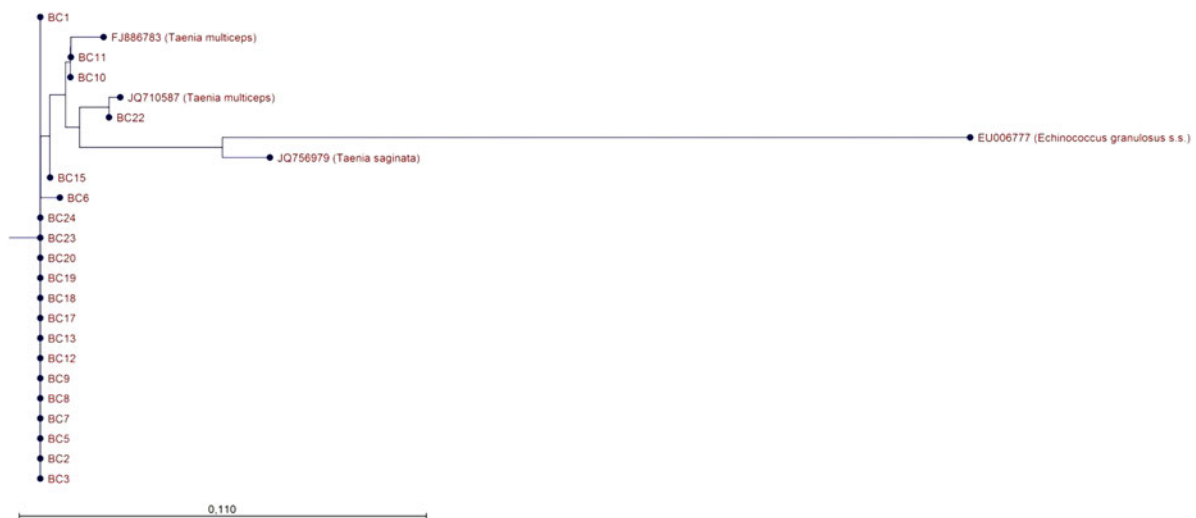 BC1
FJ886783 (Taenia multiceps)
BC11
BC10
JQ710587 (Taenia multiceps)
BC22
EU006777 (Echinococcus granulosus s.s.)
JQ756979 (Taenia saginata)
BC15
BC6
BC24
BC23
BC20
BC19
BC18
BC17
BC13
BC12
BC9
BC8
BC7
BC5
BC2
BC3
0,110